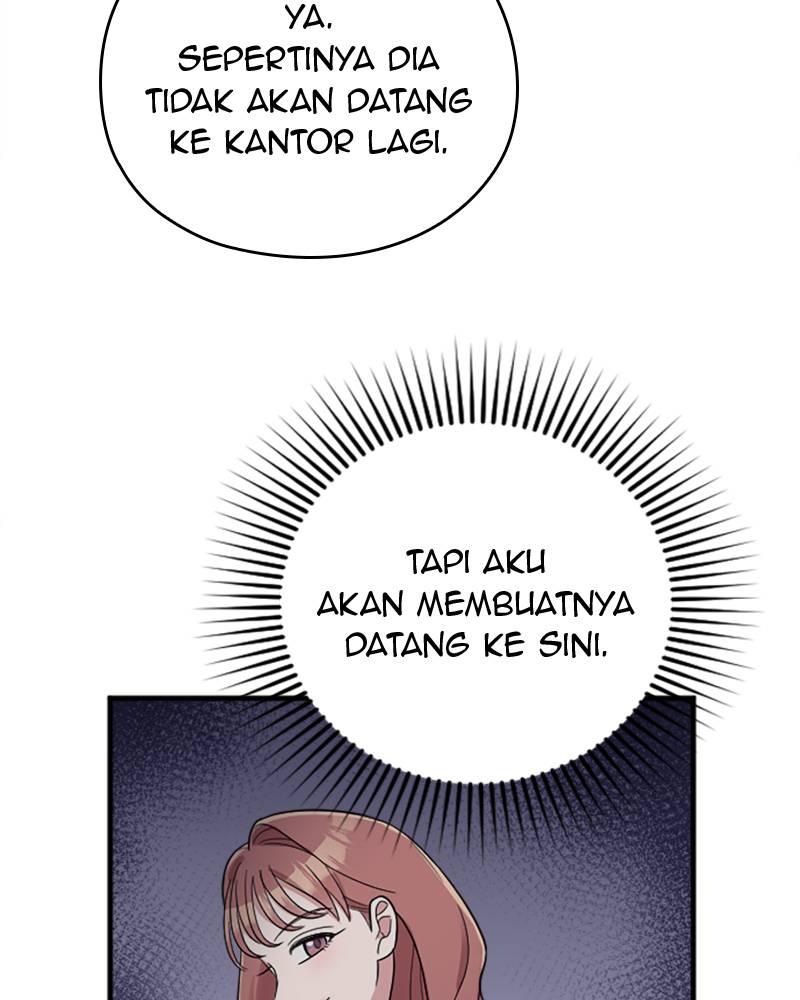 YA.
SEPERTINYA DIA
TIDAK AKAN DATANG
KE KANTOR LAGI.
TAPI AKU
AKAN MEMBUATNYA
DATANG KE SINI.